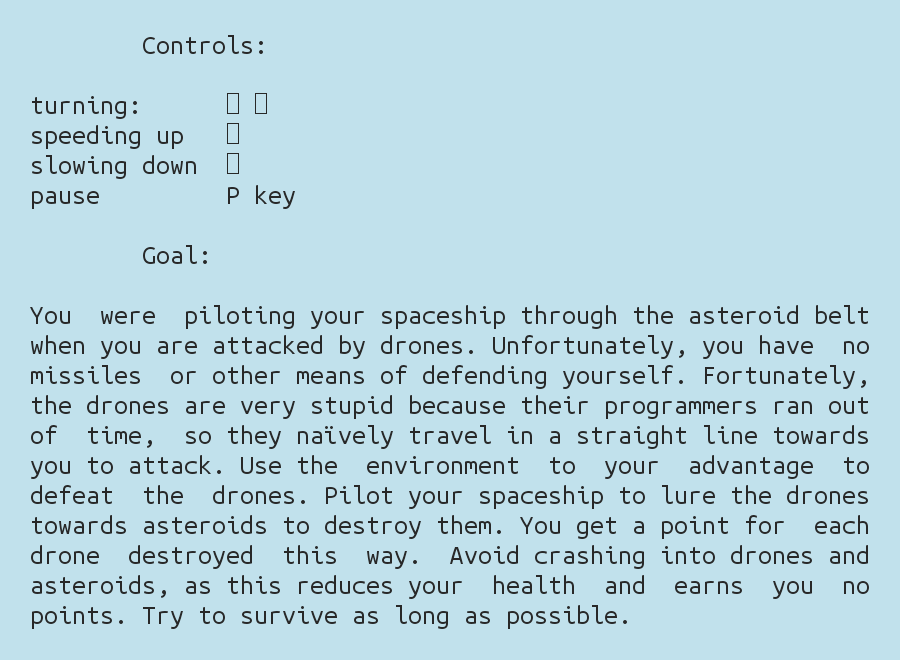 Controls:
turning: ▯ ▯
speeding up ▯
slowing down ▯
pause P key
Goal:
You were piloting your spaceship through the asteroid belt
when you are attacked by drones. Unfortunately, you have no
missiles or other means of defending yourself. Fortunately,
the drones are very stupid because their programmers ran out
of time, so they naïvely travel in a straight line towards
you to attack. Use the environment to your advantage to
defeat the drones. Pilot your spaceship to lure the drones
towards asteroids to destroy them. You get a point for each
drone destroyed this way. Avoid crashing into drones and
asteroids, as this reduces your health and earns you no
points. Try to survive as long as possible.